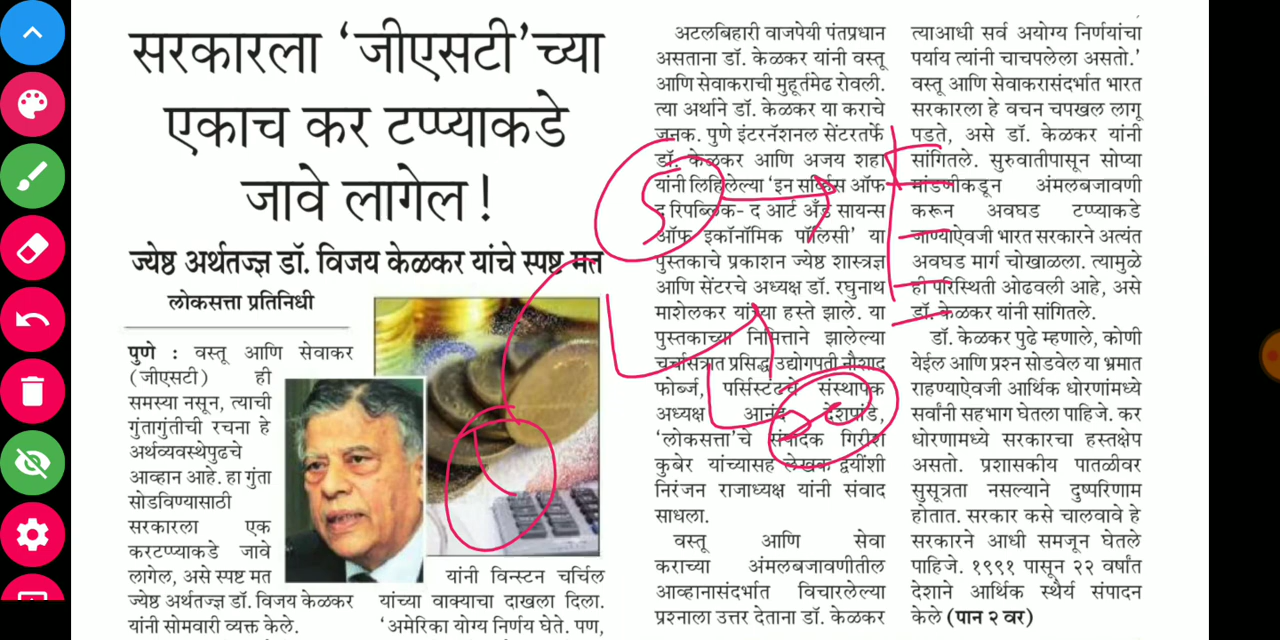 सरकारला ‘जीएसटी’च्या
एकाच कर टप्प्याकडे
जावे लागेल!
ज्येष्ठ अर्थतज्ज्ञ डॉ. विजय केळकर यांचे स्पष्ट मत
लोकसत्ता प्रतिनिधी
पुणे : वस्तू आणि सेवाकर
(जीएसटी) ही
समस्या नसून, त्याची
गुंतागुंतीची रचना हे
अर्थव्यवस्थेपुढचे
आव्हान आहे. हा गुंता
सोडविण्यासाठी
सरकारला एक
करटप्प्याकडे जावे
लागेल, असे स्पष्ट मत
ज्येष्ठ अर्थतज्ज्ञ डॉ. विजय केळकर
यांनी सोमवारी व्यक्त केले.
यांनी विन्स्टन चर्चिल
यांच्या वाक्याचा दाखला दिला.
‘अमेरिका योग्य निर्णय घेते. पण,
अटलबिहारी वाजपेयी पंतप्रधान
असताना डॉ. केळकर यांनी वस्तू
आणि सेवाकराची मुहूर्तमेढ रोवली.
त्या अर्थाने डॉ. केळकर या कराचे
जनक. पुणे इंटरनॅशनल सेंटरतर्फे
डॉ. केळकर आणि अजय शहा
यांनी लिहिलेल्या ‘इन सर्व्हिस ऑफ
द रिपब्लिक- द आर्ट अँड सायन्स
ऑफ इकॉनॉमिक पॉलिसी’ या
पुस्तकाचे प्रकाशन ज्येष्ठ शास्त्रज्ञ
आणि सेंटरचे अध्यक्ष डॉ. रघुनाथ
माशेलकर यांच्या हस्ते झाले. या
पुस्तकाच्या निमित्ताने झालेल्या
चर्चासत्रात प्रसिद्ध उद्योगपती नौशाद
फोर्ब्ज, पर्सिस्टंटचे संस्थापक
अध्यक्ष आनंद देशपांडे,
‘लोकसत्ता’चे संपादक गिरीश
कुबेर यांच्यासह लेखक द्वयींशी
निरंजन राजाध्यक्ष यांनी संवाद
साधला.
वस्तू आणि सेवा
कराच्या अंमलबजावणीतील
आव्हानासंदर्भात विचारलेल्या
प्रश्नाला उत्तर देताना डॉ. केळकर
त्याआधी सर्व अयोग्य निर्णयांचा
पर्याय त्यांनी चाचपलेला असतो.’
वस्तू आणि सेवाकरासंदर्भात भारत
सरकारला हे वचन चपखल लागू
पडते, असे डॉ. केळकर यांनी
सांगितले. सुरुवातीपासून सोप्या
मांडणीकडून अंमलबजावणी
करून अवघड टप्प्याकडे
जाण्याऐवजी भारत सरकारने अत्यंत
अवघड मार्ग चोखाळला. त्यामुळे
ही परिस्थिती ओढवली आहे, असे
डॉ. केळकर यांनी सांगितले.
डॉ. केळकर पुढे म्हणाले, कोणी
येईल आणि प्रश्न सोडवेल या भ्रमात
राहण्याऐवजी आर्थिक धोरणांमध्ये
सर्वांनी सहभाग घेतला पाहिजे. कर
धोरणामध्ये सरकारचा हस्तक्षेप
असतो. प्रशासकीय पातळीवर
सुसूत्रता नसल्याने दुष्परिणाम
होतात. सरकार कसे चालवावे हे
सरकारने आधी समजून घेतले
पाहिजे. १९९१ पासून २२ वर्षांत
देशाने आर्थिक स्थैर्य संपादन
केले (पान २ वर)